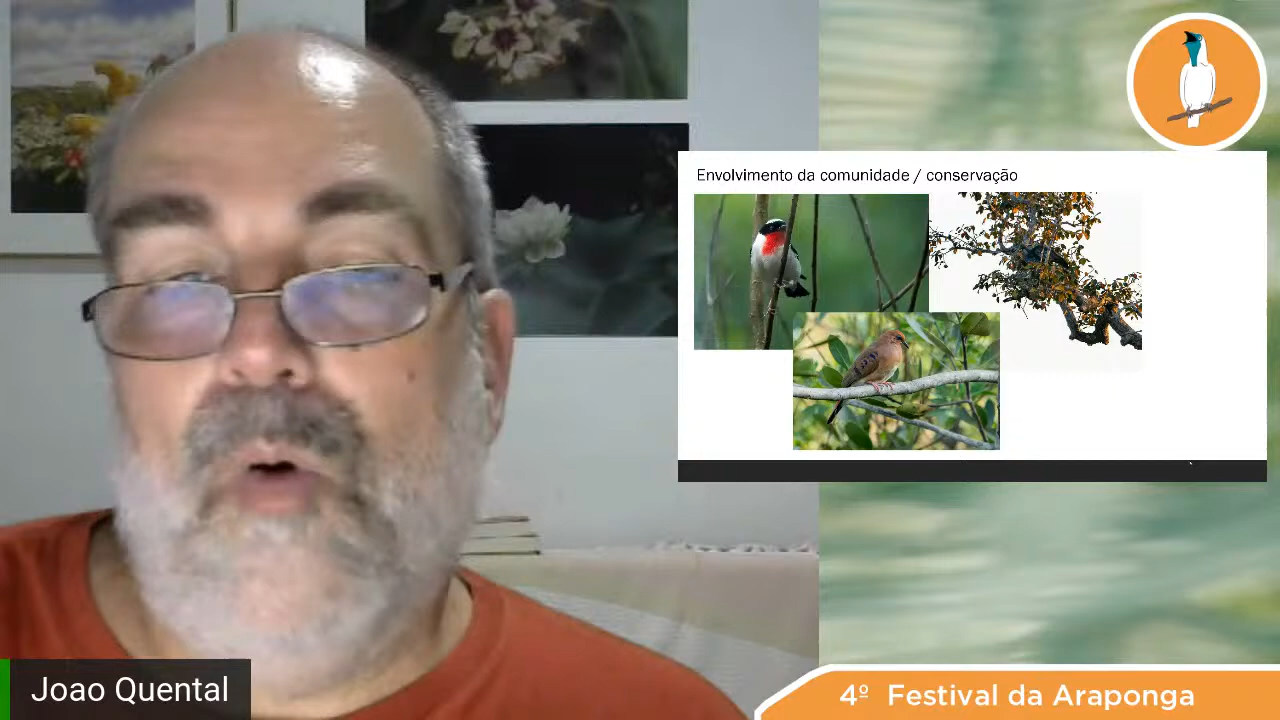 Envolvimento da comunidade / conservação
Joao Quental
4º Festival da Araponga